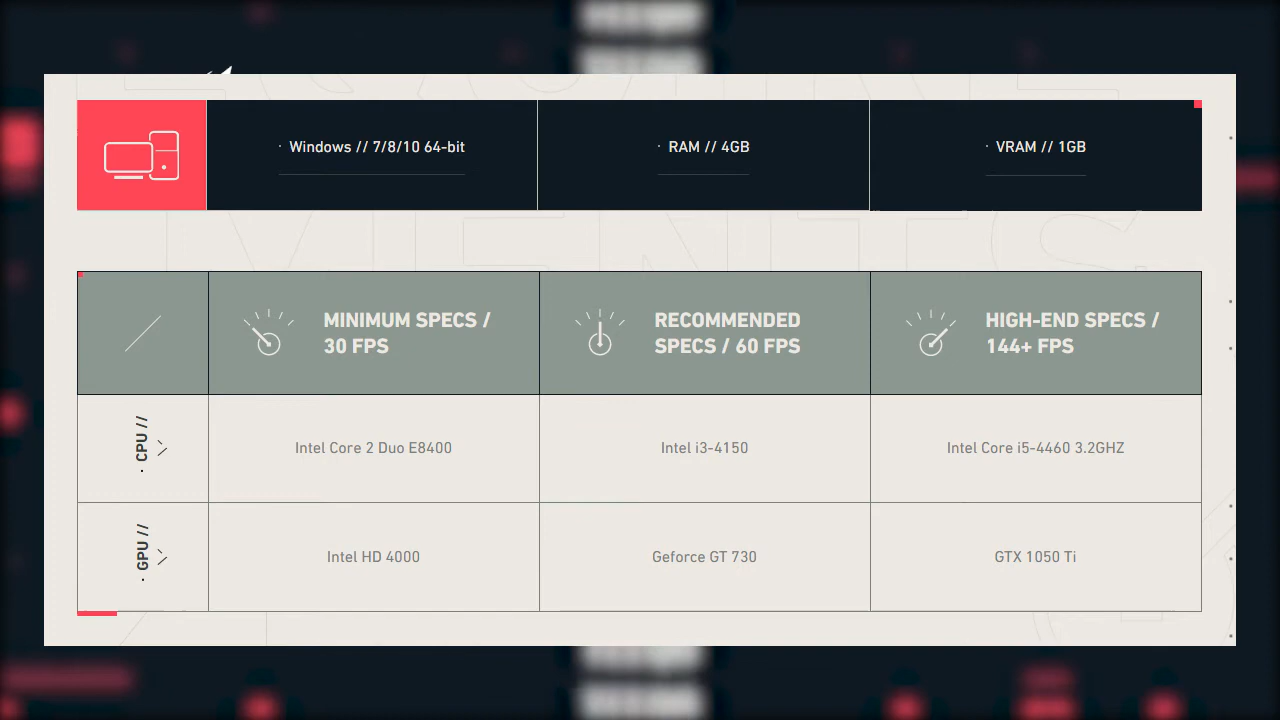 · Windows // 7/8/10 64-bit
· RAM // 4GB
· VRAM // 1GB
MINIMUM SPECS /
30 FPS
RECOMMENDED
SPECS / 60 FPS
HIGH-END SPECS /
144+ FPS
· CPU //
Intel Core 2 Duo E8400
Intel i3-4150
Intel Core i5-4460 3.2GHZ
· GPU //
Intel HD 4000
Geforce GT 730
GTX 1050 Ti